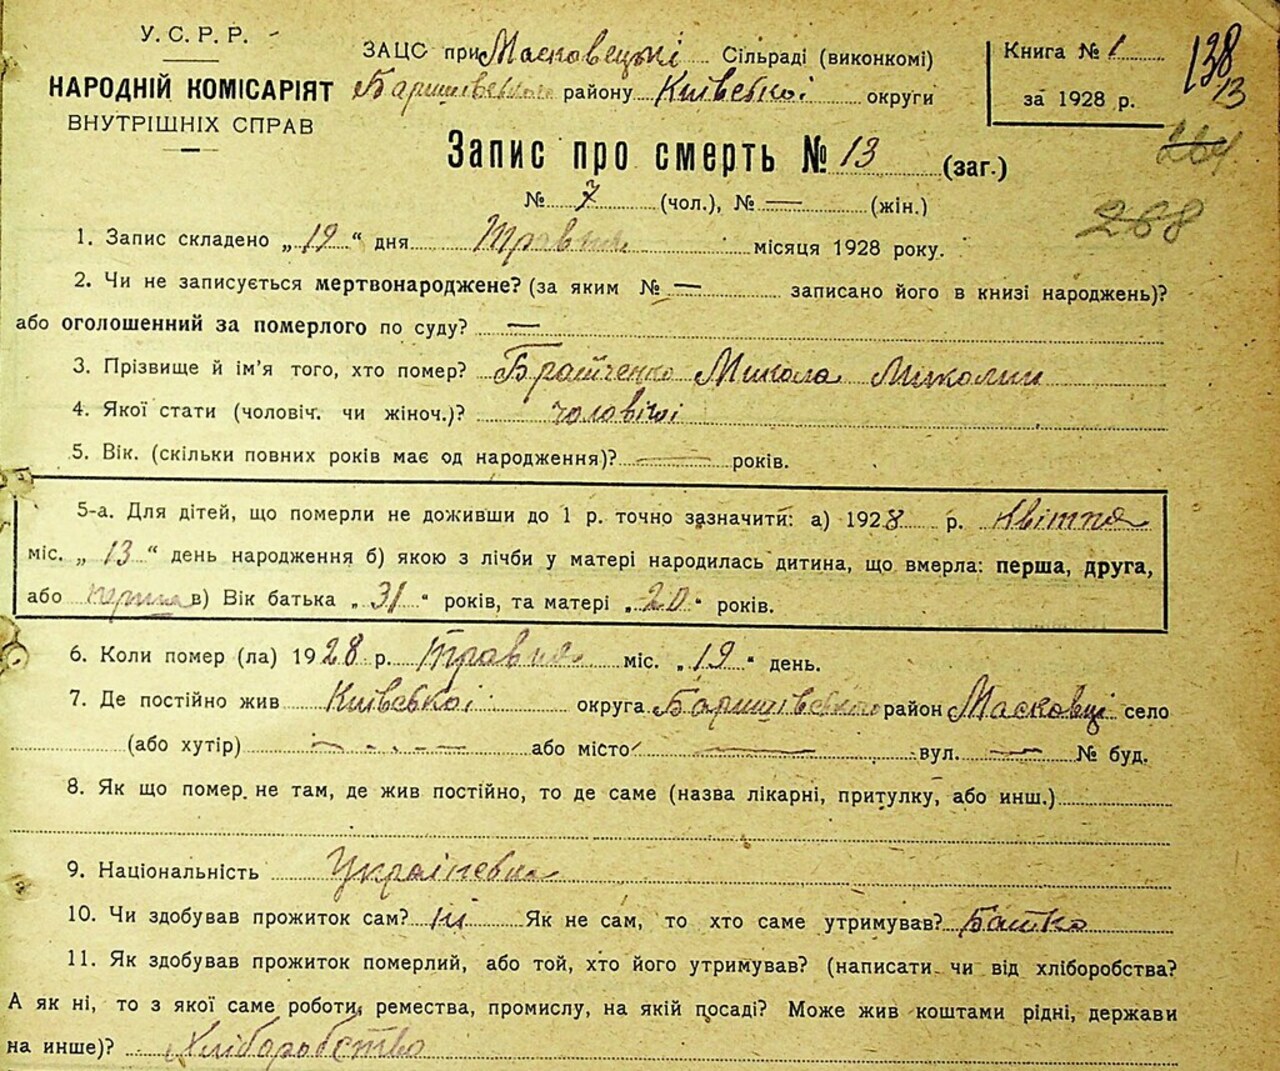 У. С. Р. Р.
НАРОДНІЙ КОМІСАРІЯТ
ВНУТРІШНІХ СПРАВ
ЗАЦС при Масковецькі Сільраді (виконкомі)
Баришівського району Київської округи
Книга № 1
за 1928 р.
138
13
264
268
Запис про смерть № 13 (заг.)
№ 7 (чол.), № — (жін.)
1. Запис складено „19“ дня Травня місяця 1928 року.
2. Чи не записується мертвонароджене? (за яким № — записано його в книзі народжень)?
або оголошенний за померлого по суду? —
3. Прізвище й ім'я того, хто помер? Микола Миколин
4. Якої стати (чоловіч. чи жіноч.)? чоловічої
5. Вік. (скільки повних років має од народження)? — років.
5-а. Для дітей, що померли не доживши до 1 р. точно зазначити: а) 1928 р. Квітня
міс. „13“ день народження б) якою з лічби у матері народилась дитина, що вмерла: перша, друга,
або перша в) Вік батька „31“ років, та матері „20“ років.
6. Коли помер (ла) 1928 р. Травня міс. „19“ день.
7. Де постійно жив Київської округа Баришівського район Масковці село
(або хутір) — або місто — вул. — № буд.
8. Як що помер не там, де жив постійно, то де саме (назва лікарні, притулку, або инш.)
9. Національність Українець
10. Чи здобував прожиток сам? ні Як не сам, то хто саме утримував? Батко
11. Як здобував прожиток померлий, або той, хто його утримував? (написати чи від хліборобства?
А як ні, то з якої саме роботи, ремества, промислу, на якій посаді? Може жив коштами рідні, держави
на инше)? Хліборобство